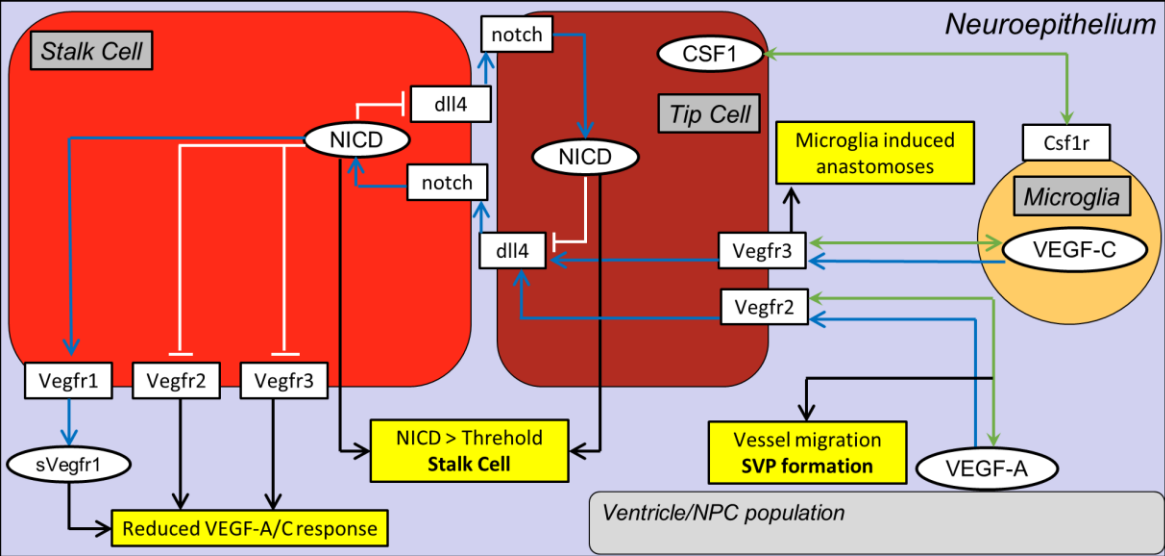 Neuroepithelium
Stalk Cell
notch
CSF1
dll4
Tip Cell
NICD
Microglia induced
anastomoses
Csf1r
NICD
notch
Microglia
dll4
Vegfr3
VEGF-C
Vegfr2
Vegfr1
Vegfr2
Vegfr3
NICD > Threhold
Stalk Cell
Vessel migration
SVP formation
sVegfr1
VEGF-A
Reduced VEGF-A/C response
Ventricle/NPC population